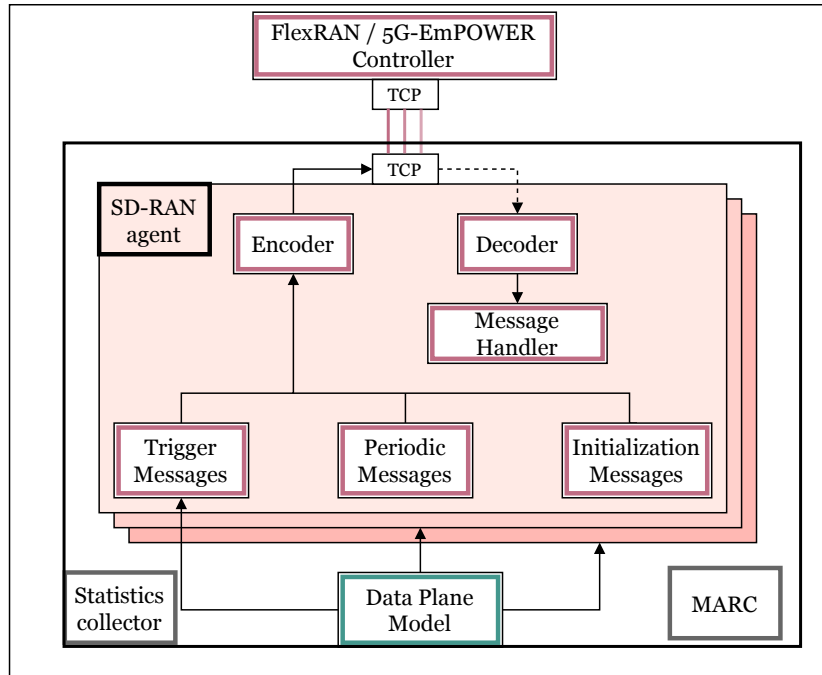 FlexRAN / 5G-EmPOWER
Controller
TCP
TCP
SD-RAN
agent
Encoder
Decoder
Message
Handler
Trigger
Messages
Periodic
Messages
Initialization
Messages
Statistics
collector
Data Plane
Model
MARC